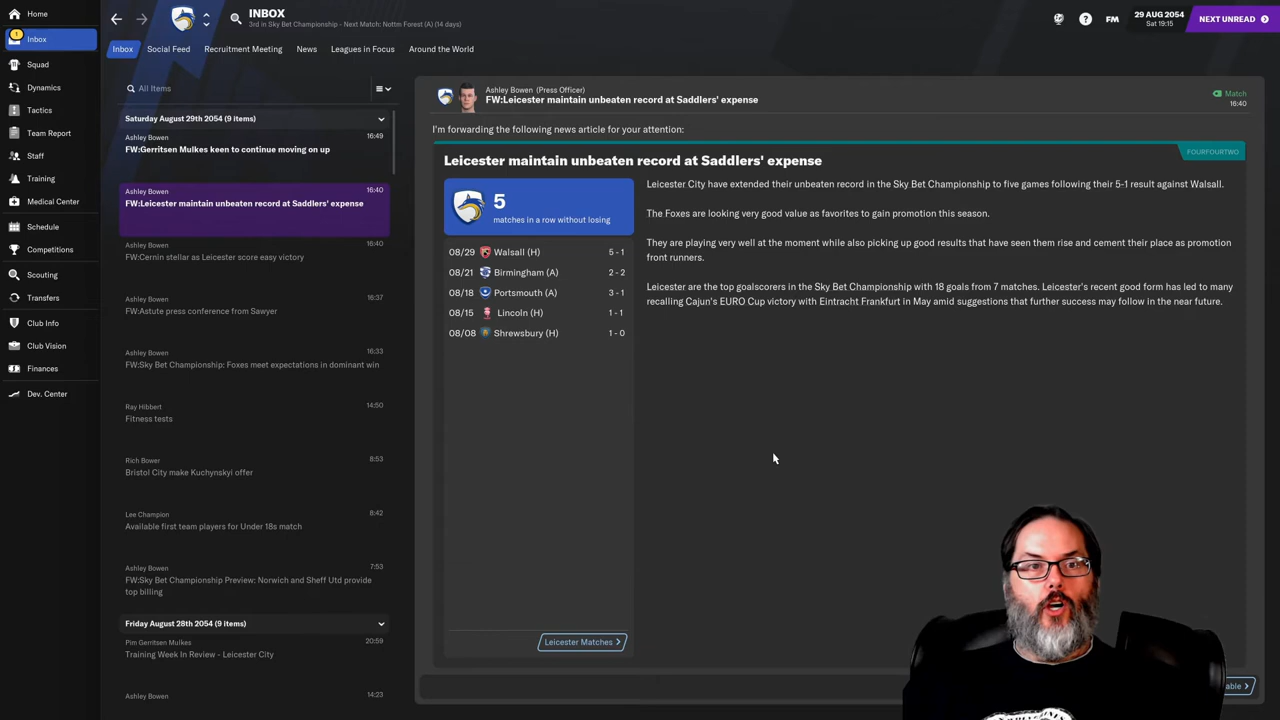 Home
Inbox
Squad
Dynamics
Tactics
Team Report
Staff
Training
Medical Center
Schedule
Competitions
Scouting
Transfers
Club Info
Club Vision
Finances
Dev. Center
INBOX
3rd in Sky Bet Championship - Next Match: Nottm Forest (A) (14 days)
FM
29 AUG 2054
Sat 19:15
NEXT UNREAD
Inbox
Social Feed
Recruitment Meeting
News
Leagues in Focus
Around the World
All Items
Saturday August 29th 2054 (9 items)
Ashley Bowen 16:49
FW:Gerritsen Mulkes keen to continue moving on up
Ashley Bowen 16:40
FW:Leicester maintain unbeaten record at Saddlers' expense
Ashley Bowen 16:40
FW:Cernin stellar as Leicester score easy victory
Ashley Bowen 16:37
FW:Astute press conference from Sawyer
Ashley Bowen 16:33
FW:Sky Bet Championship: Foxes meet expectations in dominant win
Ray Hibbert 14:50
Fitness tests
Rich Bower 8:53
Bristol City make Kuchynskyi offer
Lee Champion 8:42
Available first team players for Under 18s match
Ashley Bowen 7:53
FW:Sky Bet Championship Preview: Norwich and Sheff Utd provide
top billing
Friday August 28th 2054 (9 items)
Pim Gerritsen Mulkes 20:59
Training Week In Review - Leicester City
Ashley Bowen 14:23
Ashley Bowen (Press Officer)
FW:Leicester maintain unbeaten record at Saddlers' expense
Match
16:40
I'm forwarding the following news article for your attention:
Leicester maintain unbeaten record at Saddlers' expense
FOURFOURTWO
5
matches in a row without losing
08/29 Walsall (H) 5 - 1
08/21 Birmingham (A) 2 - 2
08/18 Portsmouth (A) 3 - 1
08/15 Lincoln (H) 1 - 1
08/08 Shrewsbury (H) 1 - 0
Leicester Matches
Leicester City have extended their unbeaten record in the Sky Bet Championship to five games following their 5-1 result against Walsall.
The Foxes are looking very good value as favorites to gain promotion this season.
They are playing very well at the moment while also picking up good results that have seen them rise and cement their place as promotion
front runners.
Leicester are the top goalscorers in the Sky Bet Championship with 18 goals from 7 matches. Leicester's recent good form has led to many
recalling Cajun's EURO Cup victory with Eintracht Frankfurt in May amid suggestions that further success may follow in the near future.